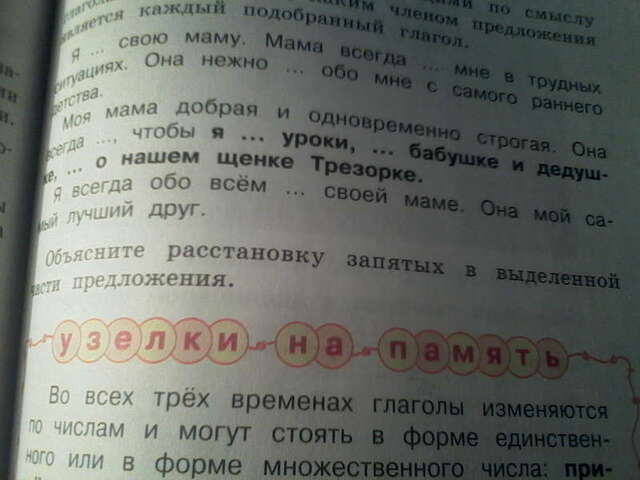 по смыслу
членом предложения
является каждый подобранный глагол.
Я ... свою маму. Мама всегда ... мне в трудных
ситуациях. Она нежно ... обо мне с самого раннего
детства.
Моя мама добрая и одновременно строгая. Она
всегда ..., чтобы я ... уроки, ... бабушке и дедуш-
ке, ... о нашем щенке Трезорке.
Я всегда обо всём ... своей маме. Она мой са-
мый лучший друг.
Объясните расстановку запятых в выделенной
части предложения.
узелки на память
Во всех трёх временах глаголы изменяются
по числам и могут стоять в форме единствен-
ного или в форме множественного числа: при-